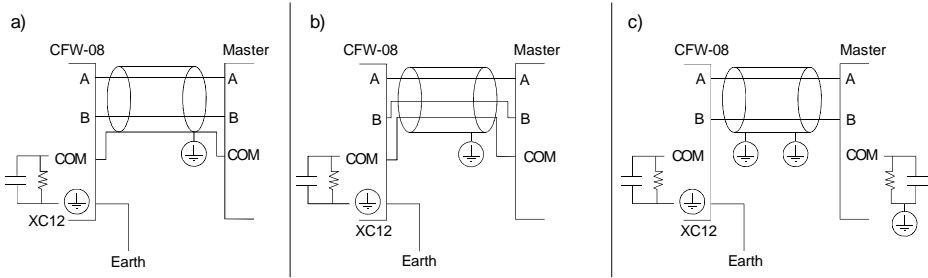 a)
CFW-08
Master
A
A
B
B
COM
COM
XC12
Earth
b)
CFW-08
Master
A
A
B
B
COM
COM
XC12
Earth
c)
CFW-08
Master
A
A
B
B
COM
COM
XC12
Earth